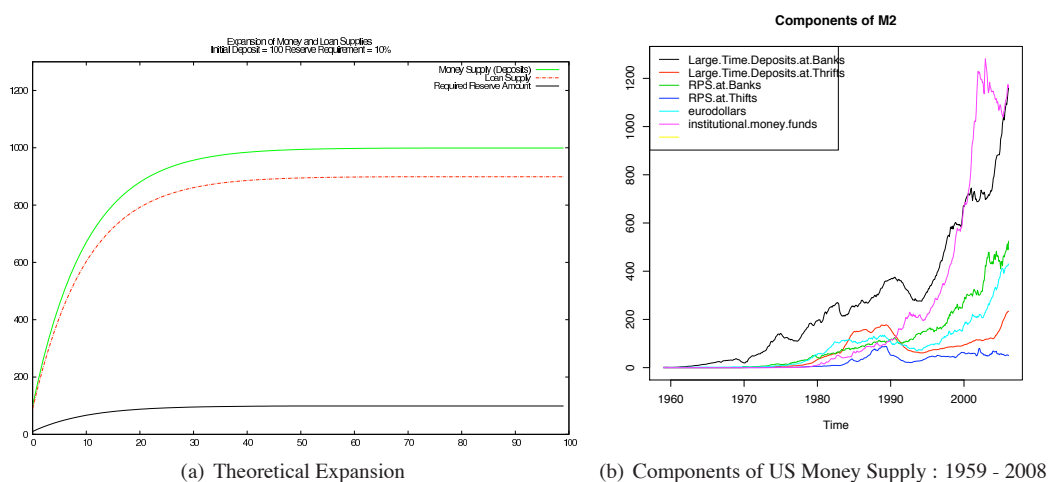 Expansion of Money and Loan Supplies
Initial Deposit = 100 Reserve Requirement = 10%
Money Supply (Deposits)
Loan Supply
Required Reserve Amount
1200
1000
800
600
400
200
0
0 10 20 30 40 50 60 70 80 90 100
(a) Theoretical Expansion
Components of M2
Large.Time.Deposits.at.Banks
Large.Time.Deposits.at.Thrifts
RPS.at.Banks
RPS.at.Thifts
eurodollars
institutional.money.funds
1200
1000
800
600
400
200
0
1960 1970 1980 1990 2000
Time
(b) Components of US Money Supply : 1959 - 2008